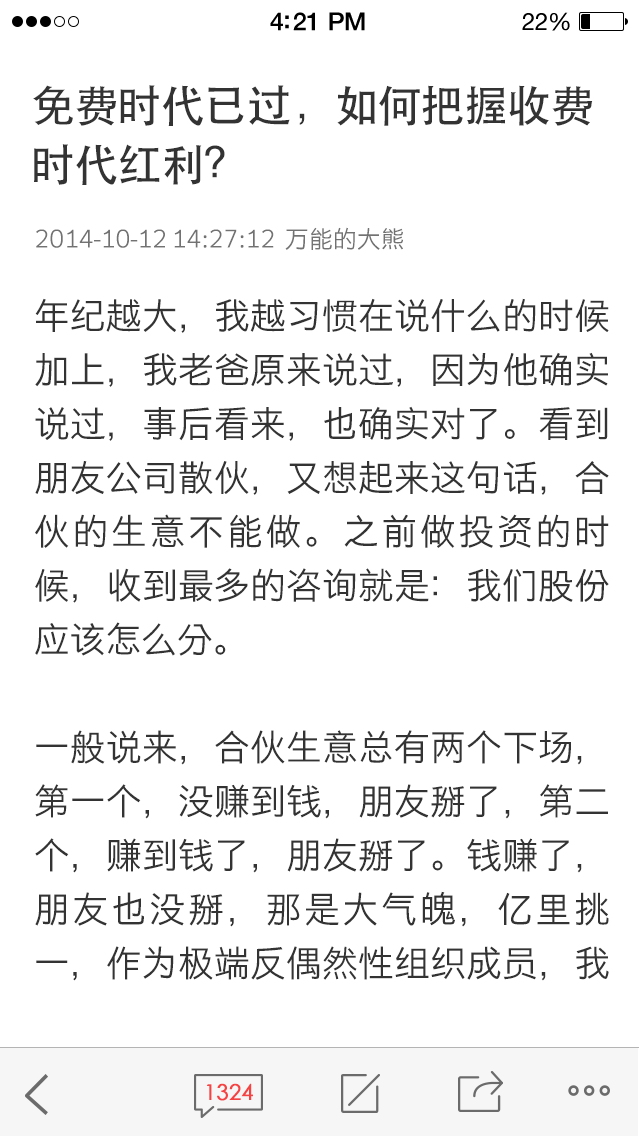 4:21 PM
22%
免费时代已过，如何把握收费
时代红利？
2014-10-12 14:27:12 万能的大熊
年纪越大，我越习惯在说什么的时候
加上，我老爸原来说过，因为他确实
说过，事后看来，也确实对了。看到
朋友公司散伙，又想起来这句话，合
伙的生意不能做。之前做投资的时
候，收到最多的咨询就是：我们股份
应该怎么分。
一般说来，合伙生意总有两个下场，
第一个，没赚到钱，朋友掰了，第二
个，赚到钱了，朋友掰了。钱赚了，
朋友也没掰，那是大气魄，亿里挑
一，作为极端反偶然性组织成员，我
1324